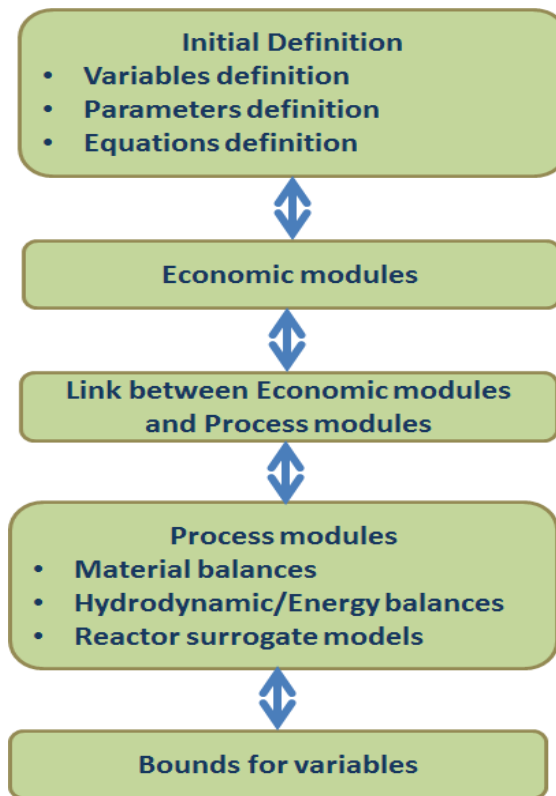 Initial Definition
• Variables definition
• Parameters definition
• Equations definition
Economic modules
Link between Economic modules
and Process modules
Process modules
• Material balances
• Hydrodynamic/Energy balances
• Reactor surrogate models
Bounds for variables